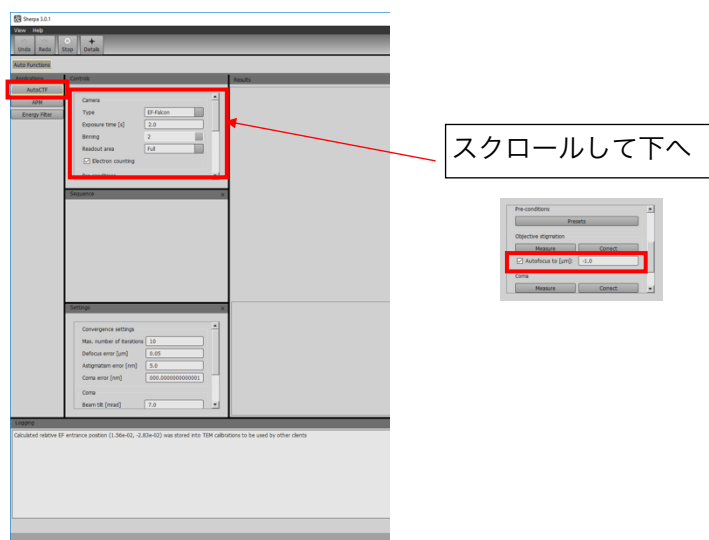 Sherpa 3.0.1
View Help
Undo Redo Stop Details
Auto Functions
Applications
AutoCTF
APM
Energy Filter
Controls
Camera
Type EF-Falcon
Exposure time [s] 2.0
Binning 2
Readout area Full
Electron counting
Pre-conditions
Sequence
Settings
Convergence settings
Max. number of iterations 10
Defocus error [µm] 0.05
Astigmatism error [nm] 5.0
Coma error [nm] 000.0000000000001
Coma
Beam tilt [mrad] 7.0
Results
Logging
Calculated relative EF entrance position (1.56e-02, -2.83e-02) was stored into TEM calibrations to be used by other clients
スクロールして下へ
Pre-conditions
Presets
Objective stigmation
Measure Correct
Autofocus to [µm]: -1.0
Coma
Measure Correct